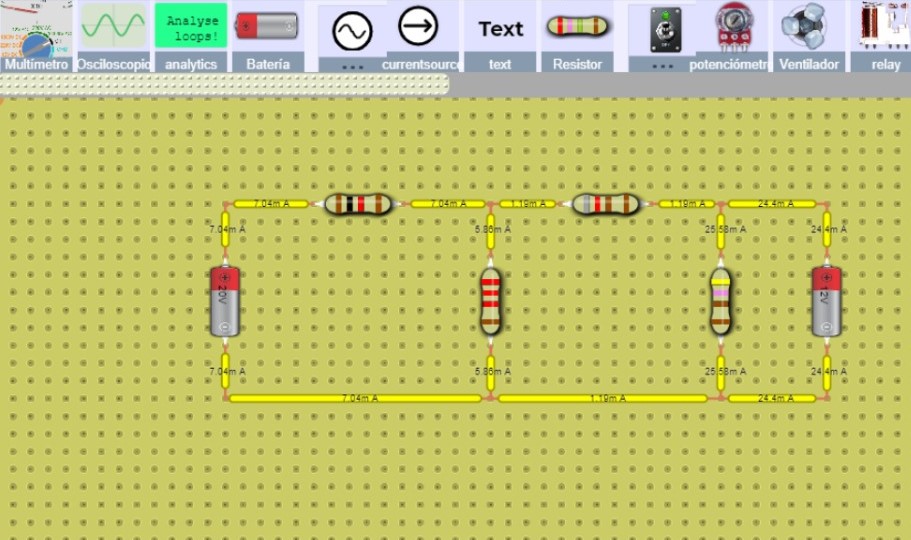 Analyse
loops!
Text
Multímetro
Osciloscopio
analytics
Batería
...
currentsource
text
Resistor
...
potenciómetr
Ventilador
relay
7.04m A
7.04m A
1.19m A
1.19m A
24.4m A
7.04m A
5.86m A
25.58m A
24.4m A
+ 20V
12V
7.04m A
5.86m A
25.58m A
24.4m A
7.04m A
1.19m A
24.4m A